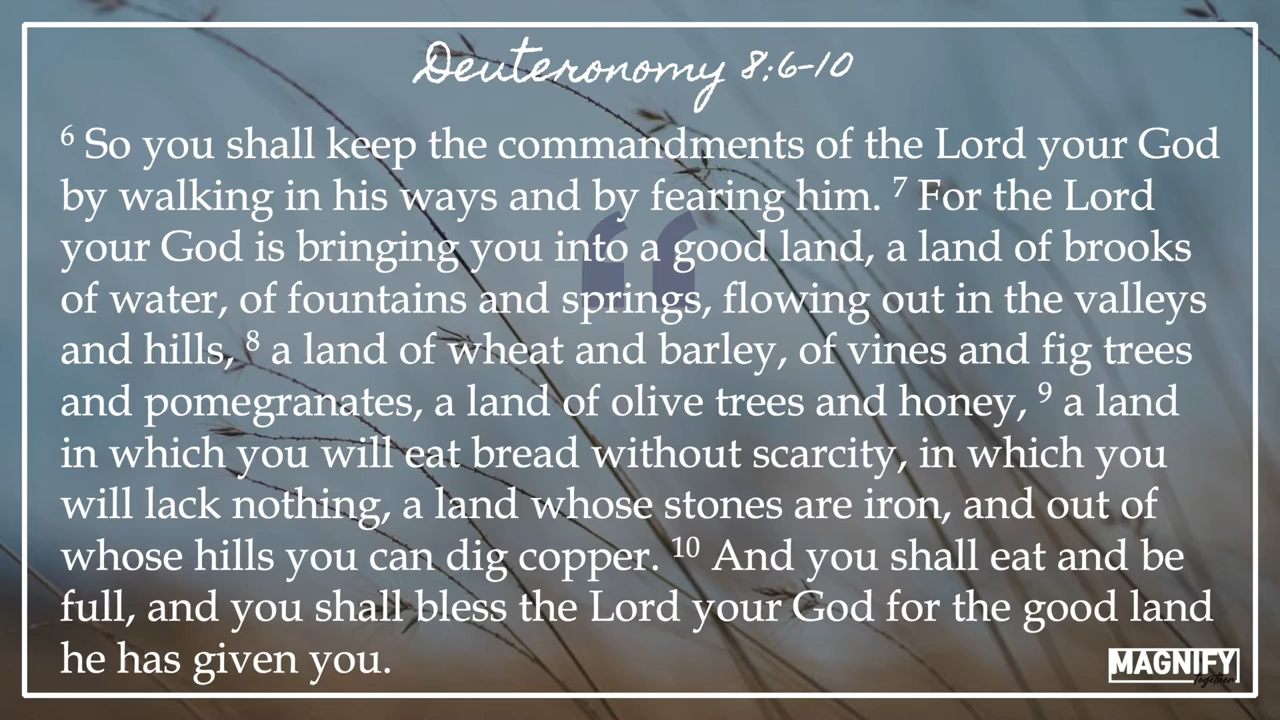 Deuteronomy 8:6-10
6 So you shall keep the commandments of the Lord your God
by walking in his ways and by fearing him. 7 For the Lord
your God is bringing you into a good land, a land of brooks
of water, of fountains and springs, flowing out in the valleys
and hills, 8 a land of wheat and barley, of vines and fig trees
and pomegranates, a land of olive trees and honey, 9 a land
in which you will eat bread without scarcity, in which you
will lack nothing, a land whose stones are iron, and out of
whose hills you can dig copper. 10 And you shall eat and be
full, and you shall bless the Lord your God for the good land
he has given you.
MAGNIFY
together